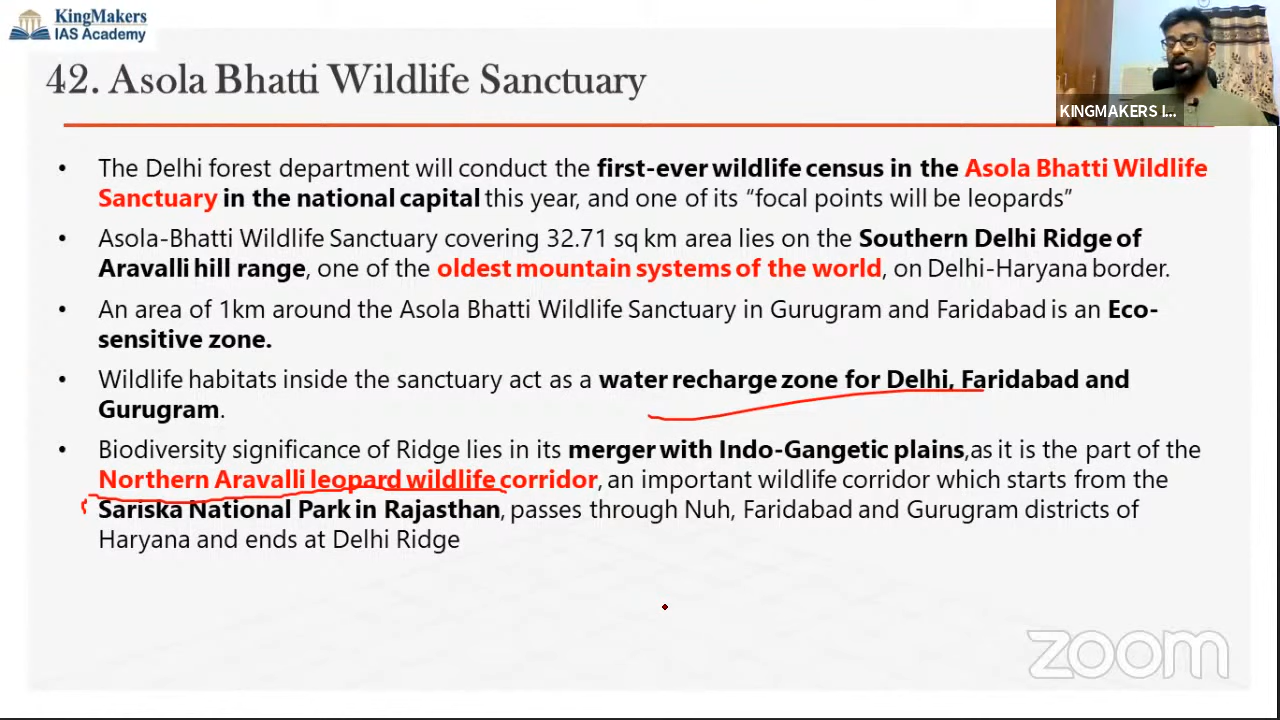 KingMakers
IAS Academy
KINGMAKERS I...
42. Asola Bhatti Wildlife Sanctuary
• The Delhi forest department will conduct the first-ever wildlife census in the Asola Bhatti Wildlife
Sanctuary in the national capital this year, and one of its “focal points will be leopards”
• Asola-Bhatti Wildlife Sanctuary covering 32.71 sq km area lies on the Southern Delhi Ridge of
Aravalli hill range, one of the oldest mountain systems of the world, on Delhi-Haryana border.
• An area of 1km around the Asola Bhatti Wildlife Sanctuary in Gurugram and Faridabad is an Eco-
sensitive zone.
• Wildlife habitats inside the sanctuary act as a water recharge zone for Delhi, Faridabad and
Gurugram.
• Biodiversity significance of Ridge lies in its merger with Indo-Gangetic plains,as it is the part of the
Northern Aravalli leopard wildlife corridor, an important wildlife corridor which starts from the
Sariska National Park in Rajasthan, passes through Nuh, Faridabad and Gurugram districts of
Haryana and ends at Delhi Ridge
zoom